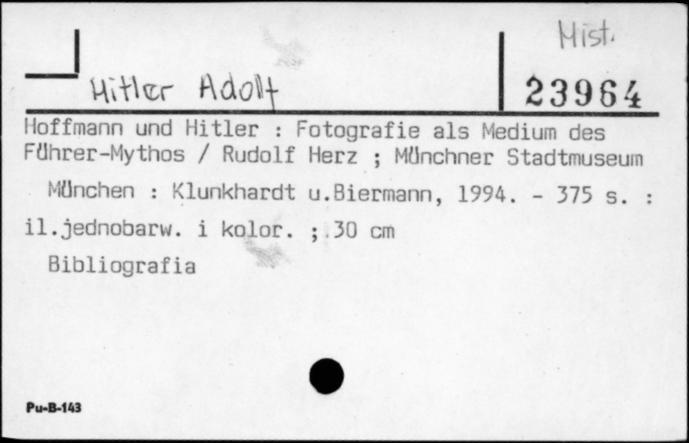 Hist.
Hitler Adolf
23964
Hoffmann und Hitler : Fotografie als Medium des
Führer-Mythos / Rudolf Herz ; Münchner Stadtmuseum
München : Klunkhardt u.Biermann, 1994. - 375 s. :
il.jednobarw. i kolor. ; 30 cm
Bibliografia
Pu-B-143